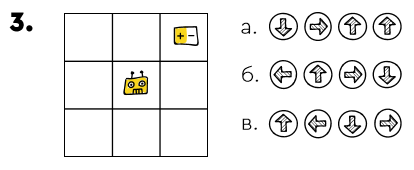 3.
а. ⇩ ⇨ ⇧ ⇧
б. ⇦ ⇧ ⇨ ⇩
в. ⇧ ⇦ ⇩ ⇨
+ -